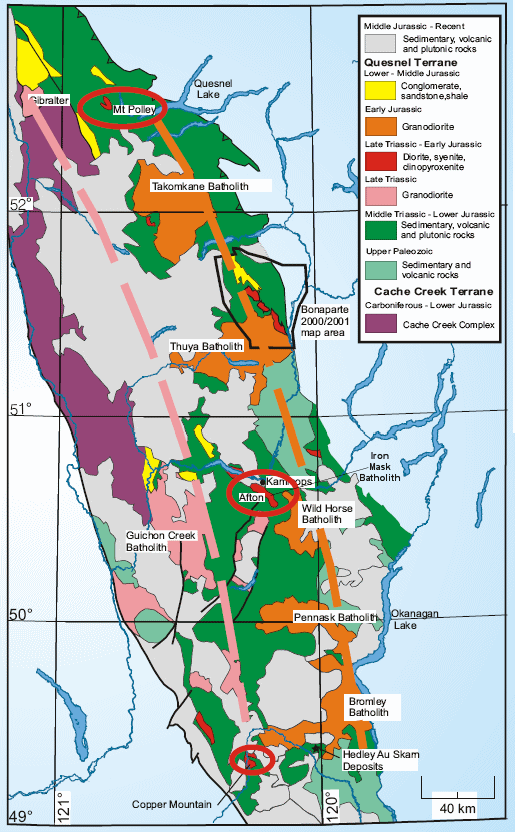 Middle Jurassic - Recent
Sedimentary, volcanic
and plutonic rocks
Quesnel Terrane
Lower - Middle Jurassic
Conglomerate,
sandstone,shale
Early Jurassic
Granodiorite
Late Triassic - Early Jurassic
Diorite, syenite,
clinopyroxenite
Late Triassic
Granodiorite
Middle Triassic - Lower Jurassic
Sedimentary, volcanic
and plutonic rocks
Upper Paleozoic
Sedimentary and
volcanic rocks
Cache Creek Terrane
Carboniferous - Lower Jurassic
Cache Creek Complex
Gibralter
Mt Polley
Quesnel
Lake
Takomkane Batholith
52°
Bonaparte
2000/2001
map area
Thuya Batholith
51°
Iron
Mask
Batholith
Kamloops
Afton
Wild Horse
Batholith
Guichon Creek
Batholith
50°
Pennask Batholith
Okanagan
Lake
Bromley
Batholith
Hedley Au Skarn
Deposits
Copper Mountain
40 km
49°
121°
120°